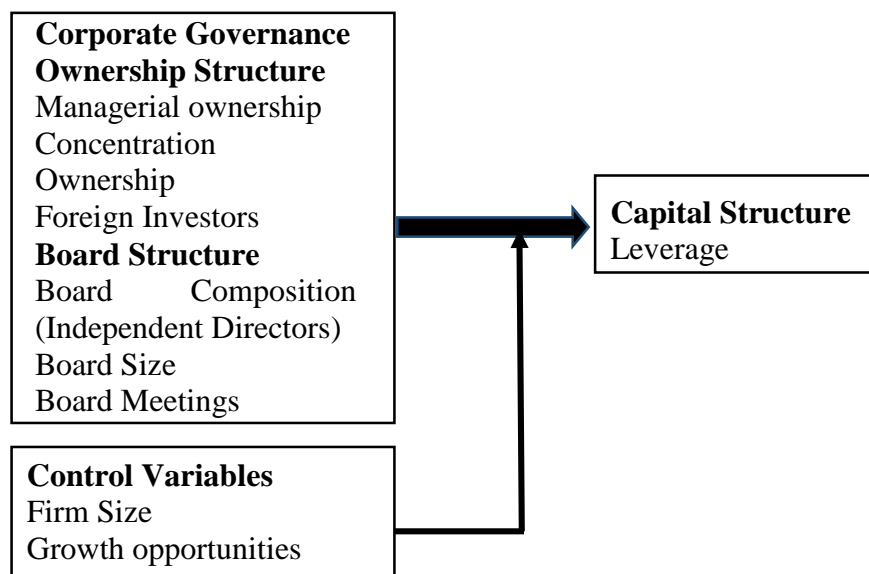 Corporate Governance
Ownership Structure
Managerial ownership
Concentration
Ownership
Foreign Investors
Board Structure
Board Composition
(Independent Directors)
Board Size
Board Meetings
Capital Structure
Leverage
Control Variables
Firm Size
Growth opportunities